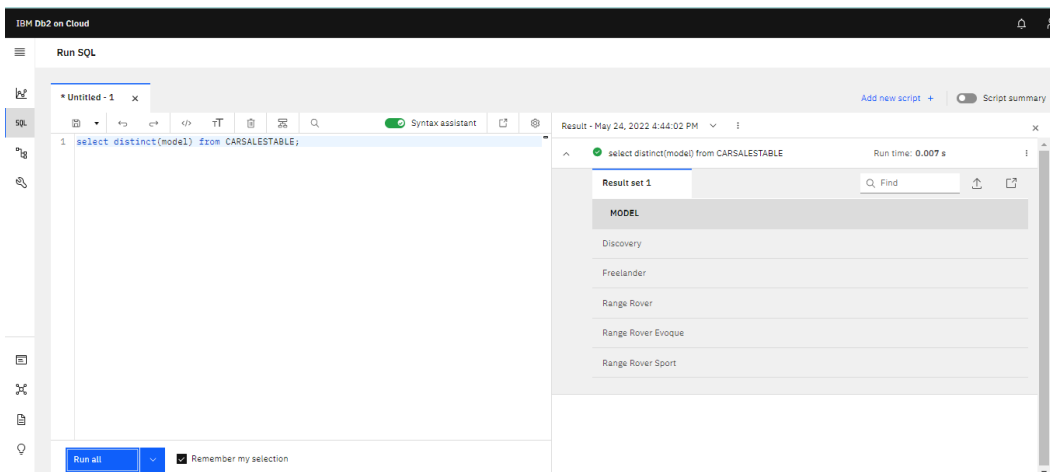 IBM Db2 on Cloud
Run SQL
* Untitled - 1 x
Add new script +
Script summary
SQL
Syntax assistant
Result - May 24, 2022 4:44:02 PM
1 select distinct(model) from CARSALESTABLE;
select distinct(model) from CARSALESTABLE
Run time: 0.007 s
Result set 1
Find
MODEL
Discovery
Freelander
Range Rover
Range Rover Evoque
Range Rover Sport
Run all
Remember my selection